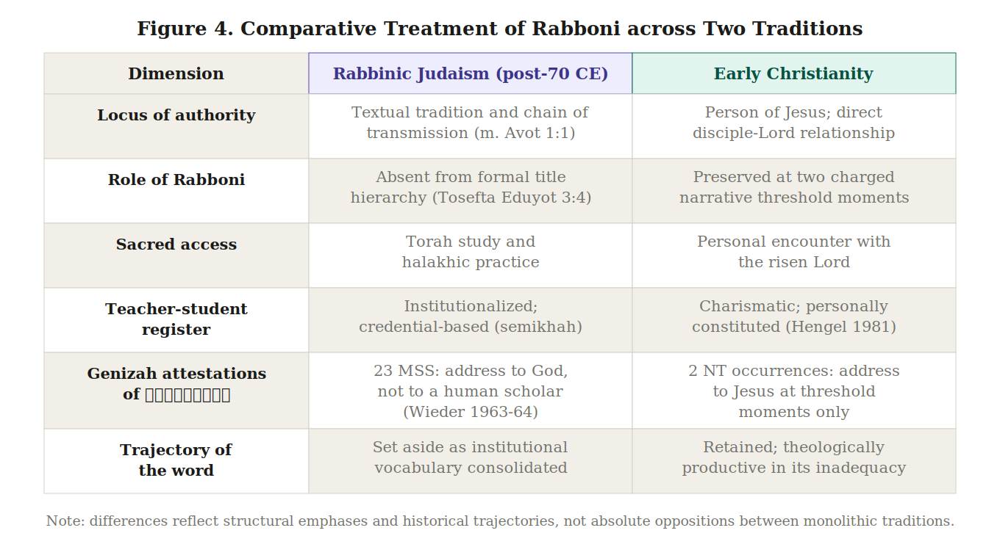 Figure 4. Comparative Treatment of Rabboni across Two Traditions
Dimension
Rabbinic Judaism (post-70 CE)
Early Christianity
Locus of authority
Textual tradition and chain of
transmission (m. Avot 1:1)
Person of Jesus; direct
disciple-Lord relationship
Role of Rabboni
Absent from formal title
hierarchy (Tosefta Eduyot 3:4)
Preserved at two charged
narrative threshold moments
Sacred access
Torah study and
halakhic practice
Personal encounter with
the risen Lord
Teacher-student
register
Institutionalized;
credential-based (semikhah)
Charismatic; personally
constituted (Hengel 1981)
Genizah attestations
of
23 MSS: address to God,
not to a human scholar
(Wieder 1963-64)
2 NT occurrences: address
to Jesus at threshold
moments only
Trajectory of
the word
Set aside as institutional
vocabulary consolidated
Retained; theologically
productive in its inadequacy
Note: differences reflect structural emphases and historical trajectories, not absolute oppositions between monolithic traditions.